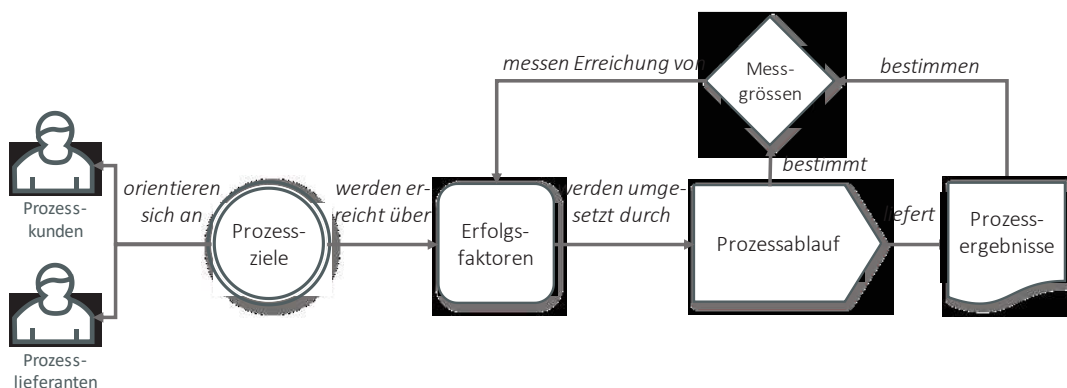 messen Erreichung von
Mess-
grössen
bestimmen
bestimmt
Prozess-
kunden
orientieren
sich an
Prozess-
ziele
werden er-
reicht über
Erfolgs-
faktoren
werden umge-
setzt durch
Prozessablauf
liefert
Prozess-
ergebnisse
Prozess-
lieferanten